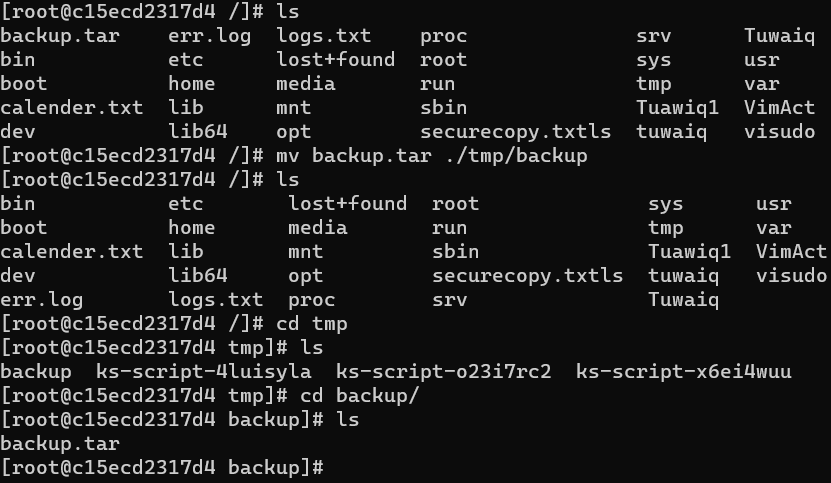 [root@c15ecd2317d4 /]# ls
backup.tar    err.log  logs.txt    proc               srv      Tuwaiq
bin           etc      lost+found  root               sys      usr
boot          home     media       run                tmp      var
calender.txt  lib      mnt         sbin               Tuawiq1  VimAct
dev           lib64    opt         securecopy.txtls  tuwaiq   visudo
[root@c15ecd2317d4 /]# mv backup.tar ./tmp/backup
[root@c15ecd2317d4 /]# ls
bin           etc       lost+found  root               sys      usr
boot          home      media       run                tmp      var
calender.txt  lib       mnt         sbin               Tuawiq1  VimAct
dev           lib64     opt         securecopy.txtls  tuwaiq   visudo
err.log       logs.txt  proc        srv                Tuwaiq
[root@c15ecd2317d4 /]# cd tmp
[root@c15ecd2317d4 tmp]# ls
backup  ks-script-4luisyla  ks-script-o23i7rc2  ks-script-x6ei4wuu
[root@c15ecd2317d4 tmp]# cd backup/
[root@c15ecd2317d4 backup]# ls
backup.tar
[root@c15ecd2317d4 backup]#